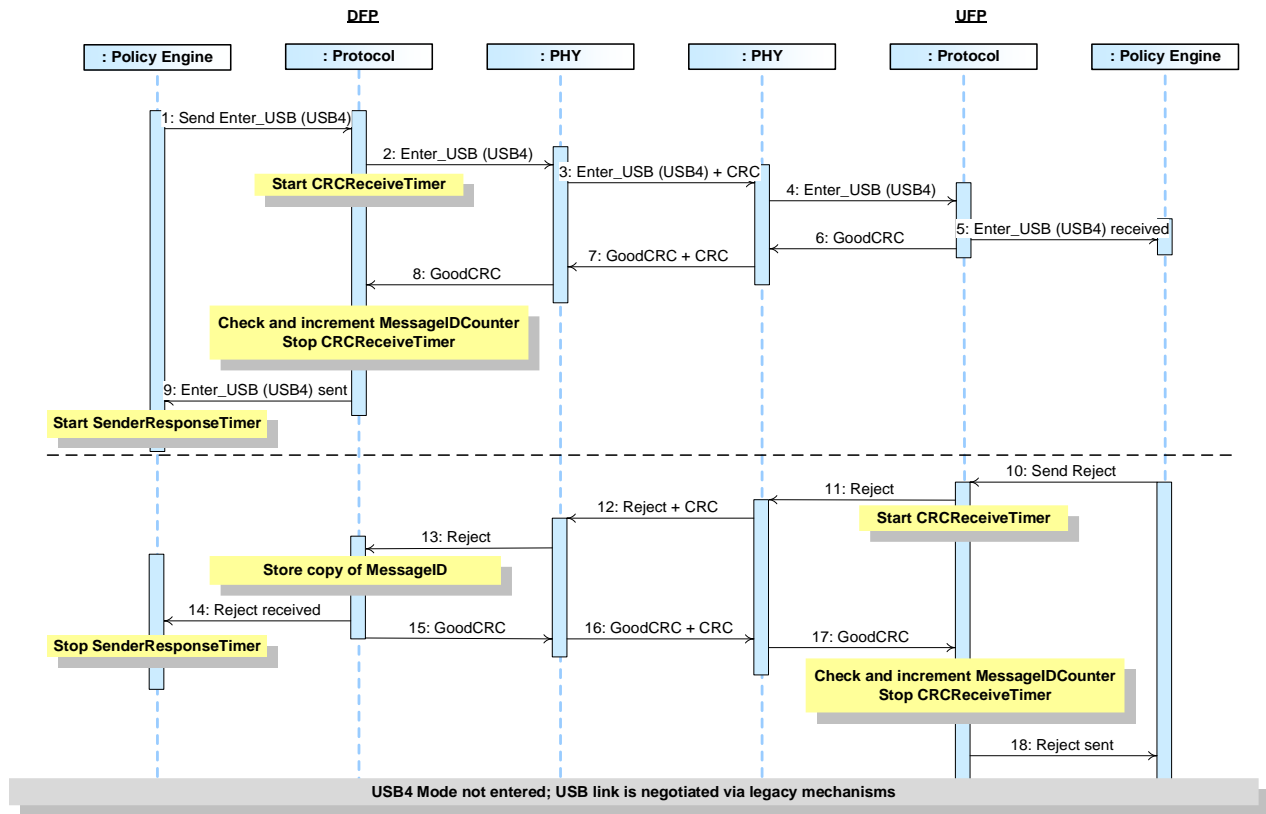 DFP
UFP
: Policy Engine
: Protocol
: PHY
: PHY
: Protocol
: Policy Engine
1: Send Enter_USB (USB4)
2: Enter_USB (USB4)
3: Enter_USB (USB4) + CRC
Start CRCReceiveTimer
4: Enter_USB (USB4)
5: Enter_USB (USB4) received
6: GoodCRC
7: GoodCRC + CRC
8: GoodCRC
Check and increment MessageIDCounter
Stop CRCReceiveTimer
9: Enter_USB (USB4) sent
Start SenderResponseTimer
10: Send Reject
11: Reject
12: Reject + CRC
Start CRCReceiveTimer
13: Reject
Store copy of MessageID
14: Reject received
15: GoodCRC
16: GoodCRC + CRC
17: GoodCRC
Stop SenderResponseTimer
Check and increment MessageIDCounter
Stop CRCReceiveTimer
18: Reject sent
USB4 Mode not entered; USB link is negotiated via legacy mechanisms